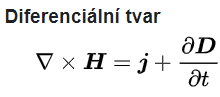 Diferenciální tvar
∇ × H = j + ∂D/∂t